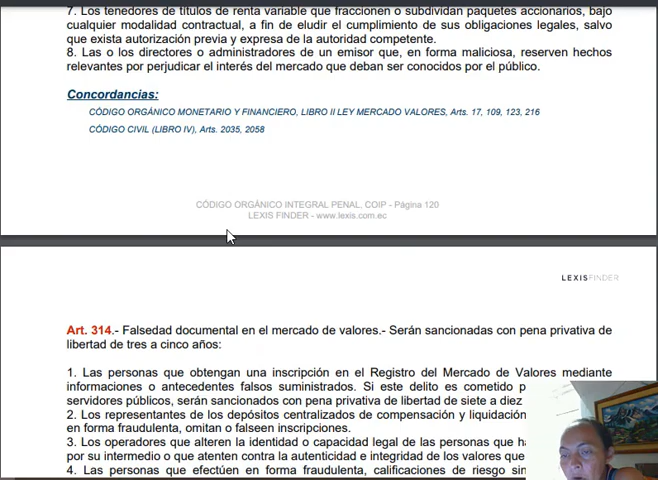 7. Los tenedores de títulos de renta variable que fraccionen o subdividan paquetes accionarios, bajo
cualquier modalidad contractual, a fin de eludir el cumplimiento de sus obligaciones legales, salvo
que exista autorización previa y expresa de la autoridad competente.
8. Las o los directores o administradores de un emisor que, en forma maliciosa, reserven hechos
relevantes por perjudicar el interés del mercado que deban ser conocidos por el público.
Concordancias:
CÓDIGO ORGÁNICO MONETARIO Y FINANCIERO, LIBRO II LEY MERCADO VALORES, Arts. 17, 109, 123, 216
CÓDIGO CIVIL (LIBRO IV), Arts. 2035, 2058
CÓDIGO ORGÁNICO INTEGRAL PENAL, COIP - Página 120
LEXIS FINDER - www.lexis.com.ec
LEXISFINDER
Art. 314.- Falsedad documental en el mercado de valores.- Serán sancionadas con pena privativa de
libertad de tres a cinco años:
1. Las personas que obtengan una inscripción en el Registro del Mercado de Valores mediante
informaciones o antecedentes falsos suministrados. Si este delito es cometido p
servidores públicos, serán sancionados con pena privativa de libertad de siete a diez
2. Los representantes de los depósitos centralizados de compensación y liquidación
en forma fraudulenta, omitan o falseen inscripciones.
3. Los operadores que alteren la identidad o capacidad legal de las personas que ha
por su intermedio o que atenten contra la autenticidad e integridad de los valores que
4. Las personas que efectúen en forma fraudulenta, calificaciones de riesgo sin